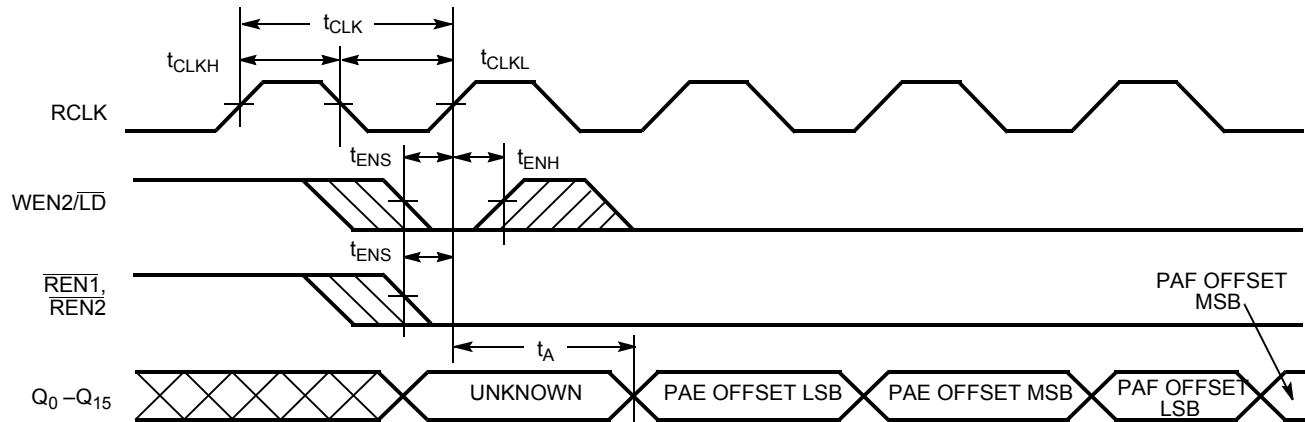 tCLK
tCLKH
tCLKL
RCLK
tENS
tENH
WEN2/LD
tENS
REN1,
REN2
PAF OFFSET
MSB
tA
Q0 –Q15
UNKNOWN
PAE OFFSET LSB
PAE OFFSET MSB
PAF OFFSET
LSB